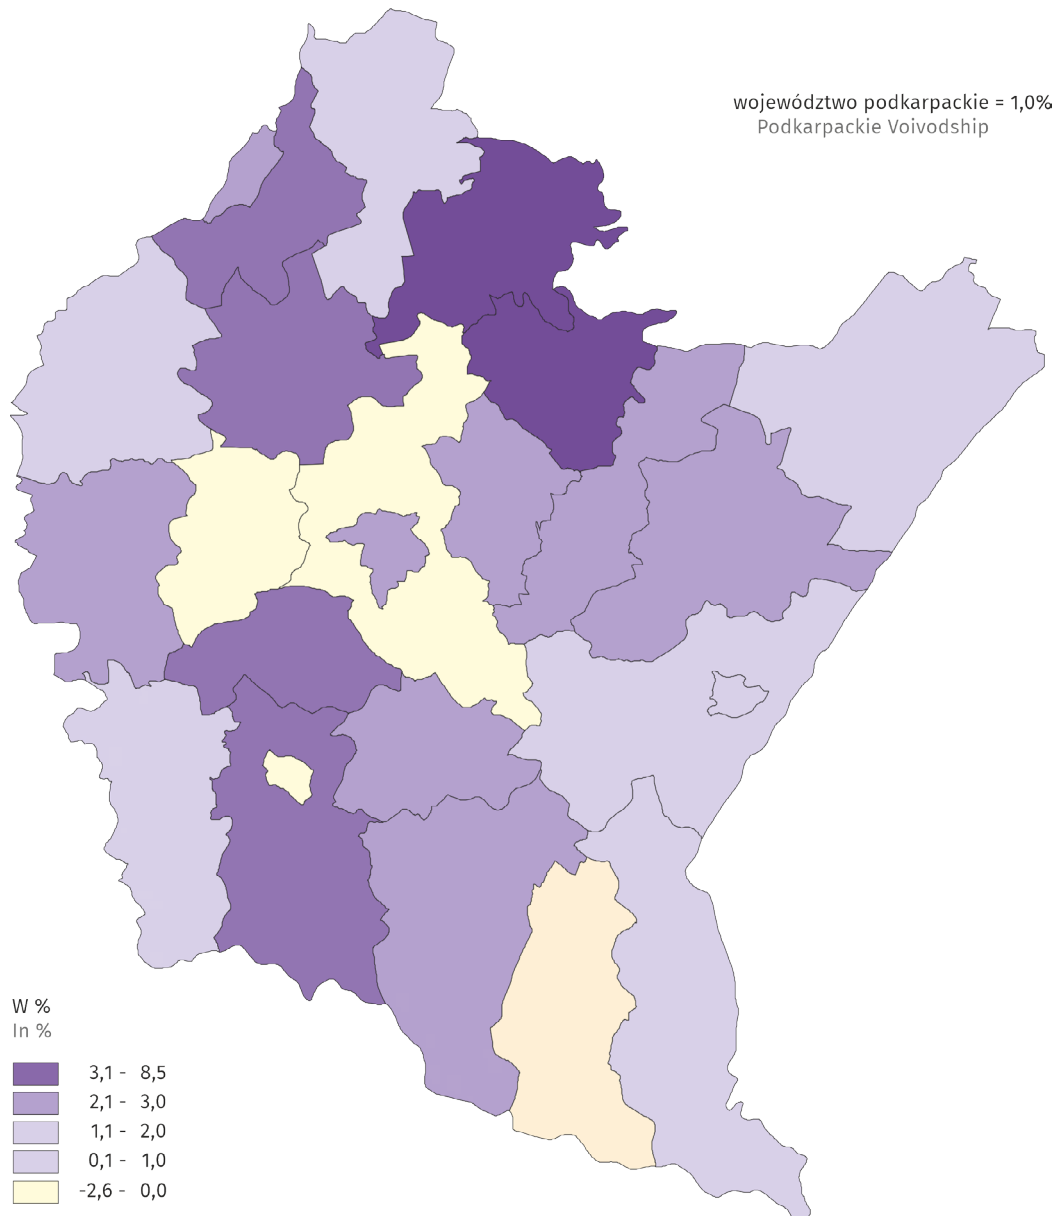 województwo podkarpackie = 1,0%
Podkarpackie Voivodship
W %
In %
3,1 - 8,5
2,1 - 3,0
1,1 - 2,0
0,1 - 1,0
-2,6 - 0,0